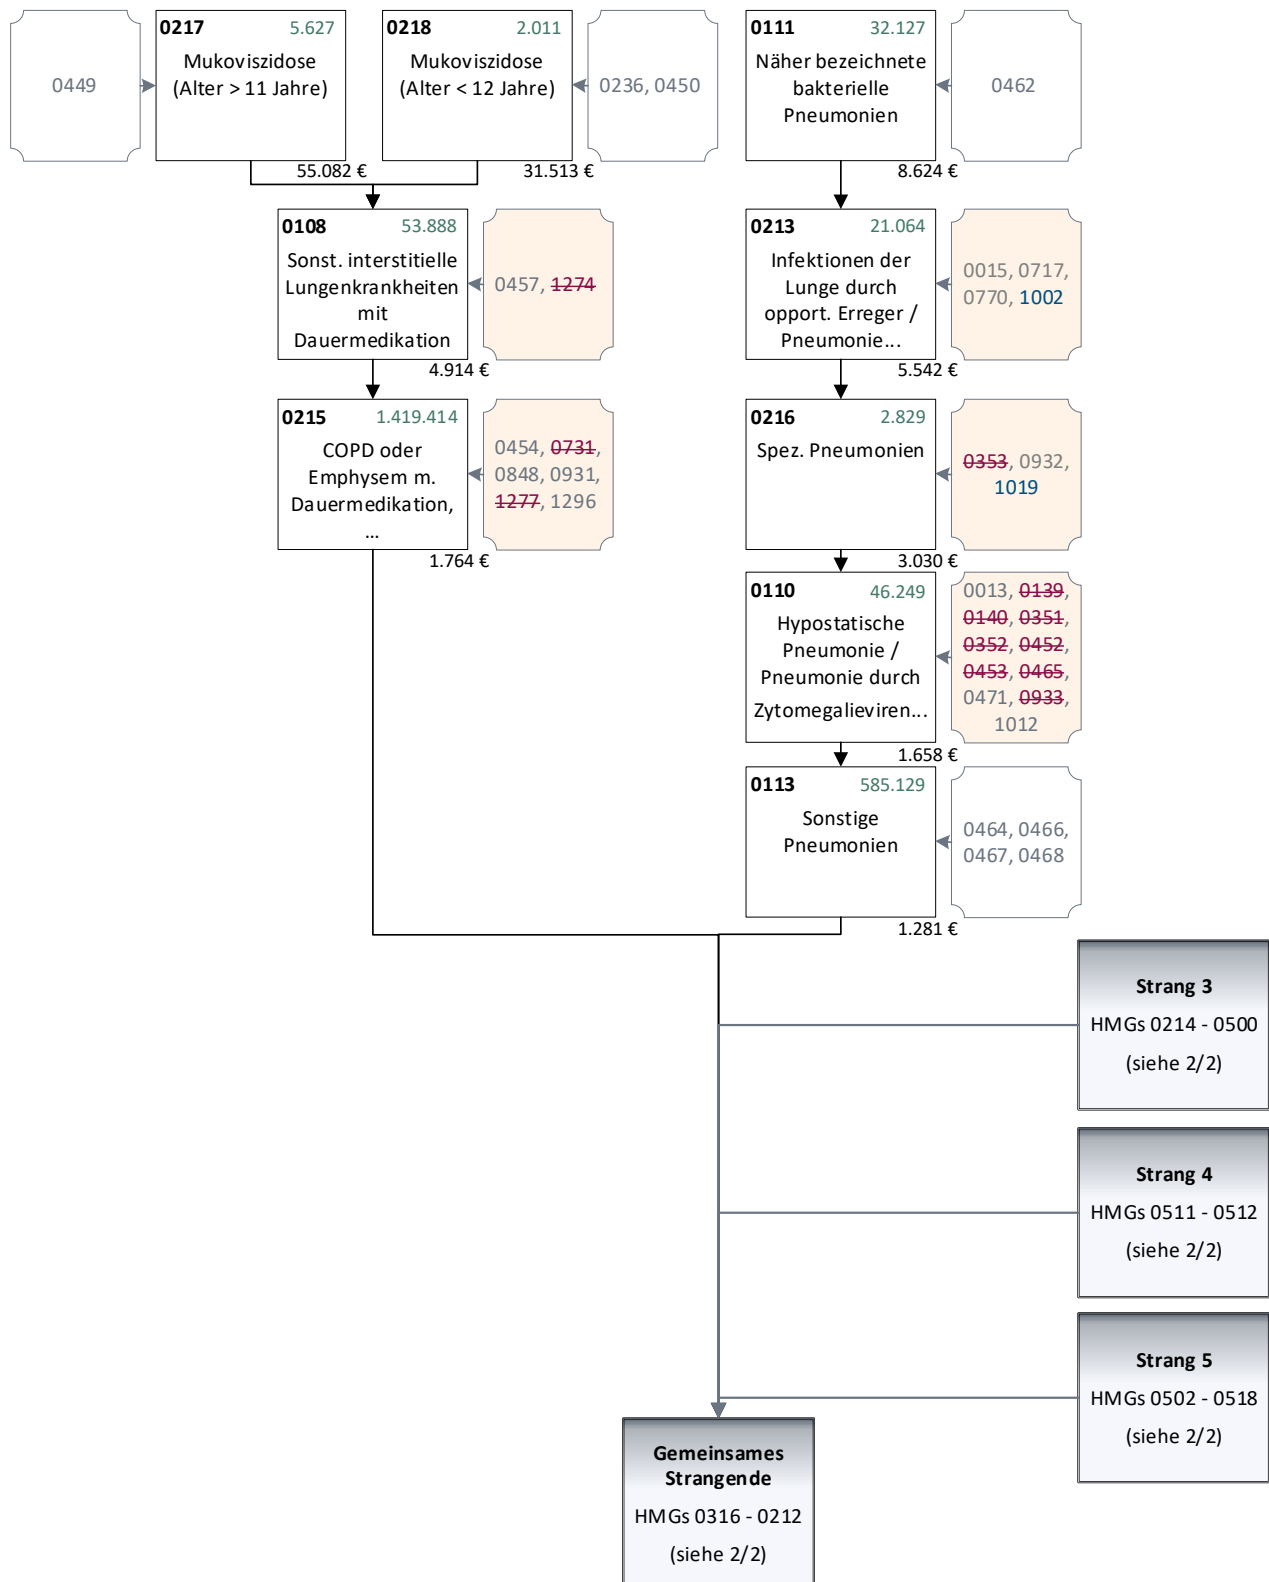 0449
0217 5.627
Mukoviszidose
(Alter > 11 Jahre)
55.082 €
0218 2.011
Mukoviszidose
(Alter < 12 Jahre)
31.513 €
0236, 0450
0111 32.127
Näher bezeichnete
bakterielle
Pneumonien
8.624 €
0462
0108 53.888
Sonst. interstitielle
Lungenkrankheiten
mit
Dauermedikation
4.914 €
0457, 1274
0213 21.064
Infektionen der
Lunge durch
opport. Erreger /
Pneumonie...
5.542 €
0015, 0717,
0770, 1002
0215 1.419.414
COPD oder
Emphysem m.
Dauermedikation,
...
1.764 €
0454, 0731,
0848, 0931,
1277, 1296
0216 2.829
Spez. Pneumonien
3.030 €
0353, 0932,
1019
0110 46.249
Hypostatische
Pneumonie /
Pneumonie durch
Zytomegalieviren...
1.658 €
0013, 0139,
0140, 0351,
0352, 0452,
0453, 0465,
0471, 0933,
1012
0113 585.129
Sonstige
Pneumonien
1.281 €
0464, 0466,
0467, 0468
Strang 3
HMGs 0214 - 0500
(siehe 2/2)
Strang 4
HMGs 0511 - 0512
(siehe 2/2)
Strang 5
HMGs 0502 - 0518
(siehe 2/2)
Gemeinsames
Strangende
HMGs 0316 - 0212
(siehe 2/2)